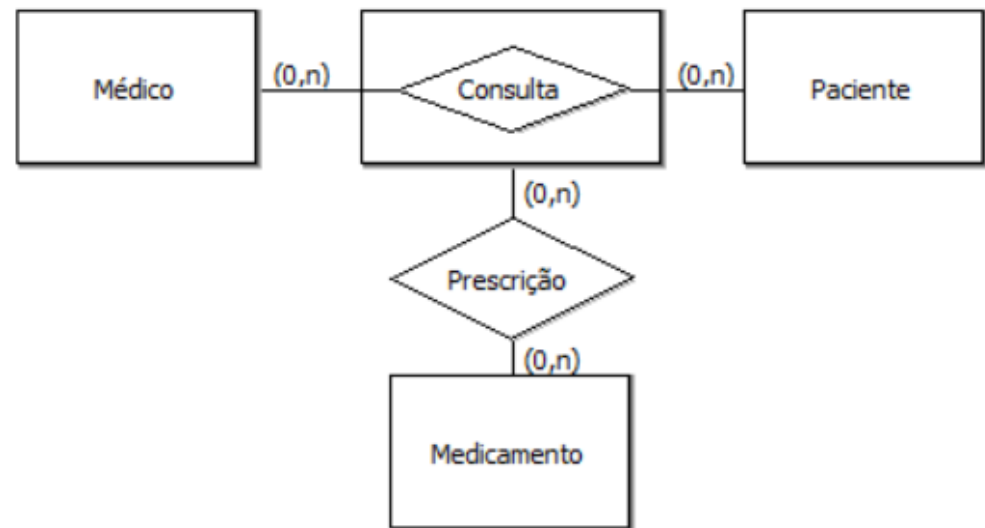 Médico (0,n) Consulta (0,n) Paciente
(0,n)
Prescrição
(0,n)
Medicamento